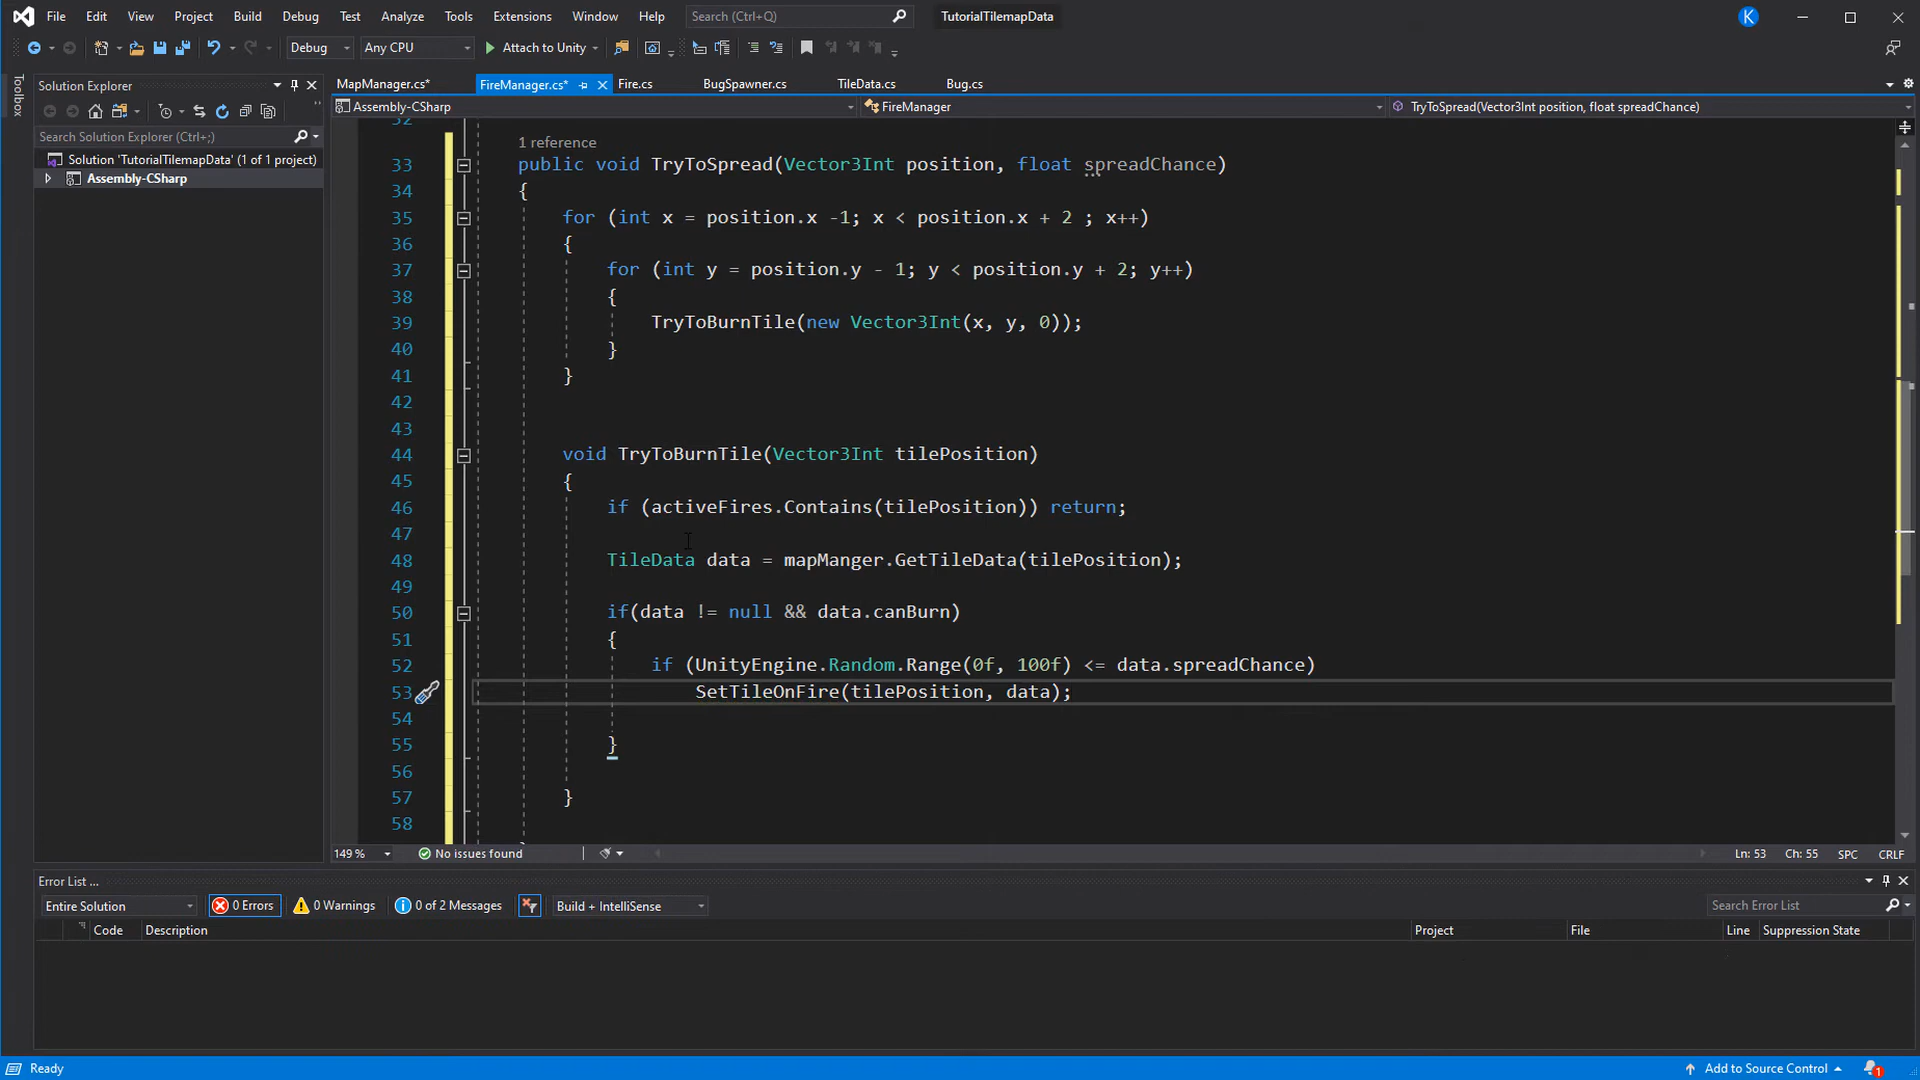 File Edit View Project Build Debug Test Analyze Tools Extensions Window Help Search (Ctrl+Q) TutorialTilemapData K
Debug Any CPU Attach to Unity
Toolbox
Solution Explorer
Search Solution Explorer (Ctrl+;)
Solution 'TutorialTilemapData' (1 of 1 project)
Assembly-CSharp
MapManager.cs* FireManager.cs* Fire.cs BugSpawner.cs TileData.cs Bug.cs
Assembly-CSharp FireManager TryToSpread(Vector3Int position, float spreadChance)
32
1 reference
33 public void TryToSpread(Vector3Int position, float spreadChance)
34 {
35 for (int x = position.x -1; x < position.x + 2 ; x++)
36 {
37 for (int y = position.y - 1; y < position.y + 2; y++)
38 {
39 TryToBurnTile(new Vector3Int(x, y, 0));
40 }
41 }
42
43
44 void TryToBurnTile(Vector3Int tilePosition)
45 {
46 if (activeFires.Contains(tilePosition)) return;
47
48 TileData data = mapManger.GetTileData(tilePosition);
49
50 if(data != null && data.canBurn)
51 {
52 if (UnityEngine.Random.Range(0f, 100f) <= data.spreadChance)
53 SetTileOnFire(tilePosition, data);
54
55 }
56
57 }
58
149 % No issues found Ln: 53 Ch: 55 SPC CRLF
Error List ...
Entire Solution 0 Errors 0 Warnings 0 of 2 Messages Build + IntelliSense Search Error List
Code Description Project File Line Suppression State
Ready Add to Source Control 1